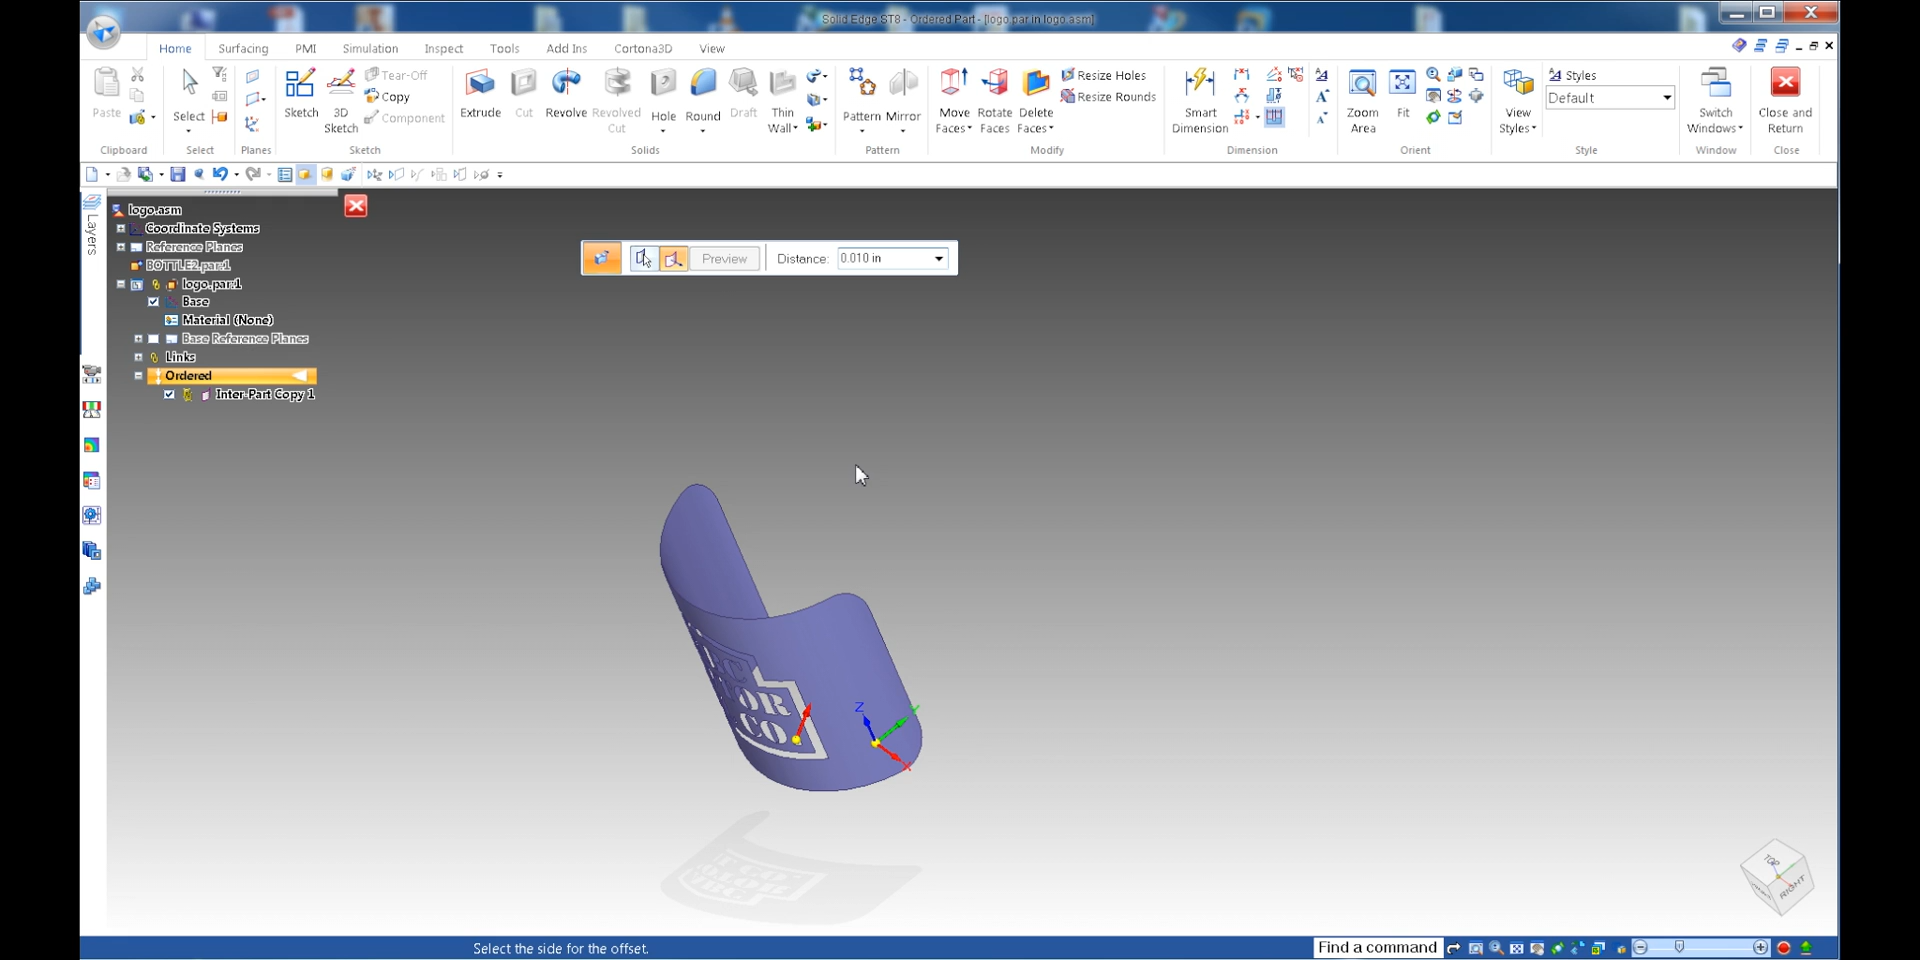 Solid Edge ST8 - Ordered Part - [logo.par in logo.asm]
Home Surfacing PMI Simulation Inspect Tools Add Ins Cortona3D View
Paste
Clipboard
Select
Select
Planes
Sketch
3D Sketch
Tear-Off
Copy
Component
Sketch
Extrude
Cut
Revolve
Revolved Cut
Hole
Round
Draft
Thin Wall
Solids
Pattern
Mirror
Pattern
Move Faces
Rotate Faces
Delete Faces
Resize Holes
Resize Rounds
Modify
Smart Dimension
Dimension
Zoom Area
Fit
Orient
View Styles
Styles
Default
Style
Switch Windows
Window
Close and Return
Close
Layers
logo.asm
Coordinate Systems
Reference Planes
BOTTLE2.par:1
logo.par:1
Base
Material (None)
Base Reference Planes
Links
Ordered
Inter-Part Copy 1
Preview
Distance: 0.010 in
LOR
CO
Z
X
TOP
RIGHT
Select the side for the offset.
Find a command